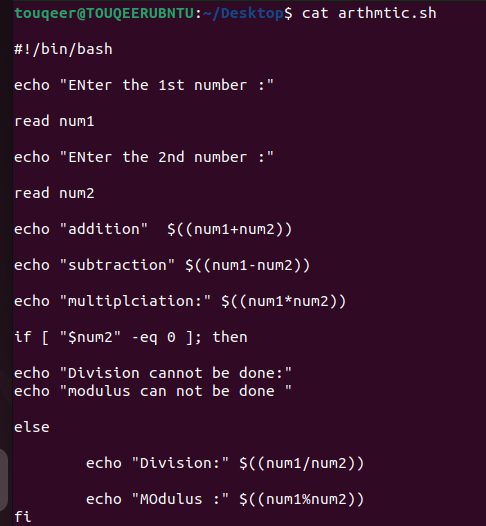 touqeer@TOUQEERUBNTU:~/Desktop$ cat arthmtic.sh
#!/bin/bash
echo "ENter the 1st number :"
read num1
echo "ENter the 2nd number :"
read num2
echo "addition"  $((num1+num2))
echo "subtraction" $((num1-num2))
echo "multiplciation:" $((num1*num2))
if [ "$num2" -eq 0 ]; then
echo "Division cannot be done:"
echo "modulus can not be done "
else
        echo "Division:" $((num1/num2))
        echo "MOdulus :" $((num1%num2))
fi